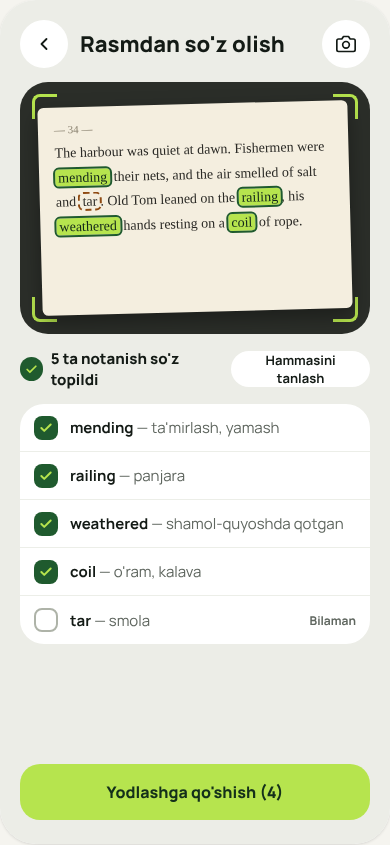 Rasmdan so'z olish
— 34 —
The harbour was quiet at dawn. Fishermen were
mending their nets, and the air smelled of salt
and tar. Old Tom leaned on the railing, his
weathered hands resting on a coil of rope.
5 ta notanish so'z
topildi
Hammasini
tanlash
mending — ta'mirlash, yamash
railing — panjara
weathered — shamol-quyoshda qotgan
coil — o'ram, kalava
tar — smola
Bilaman
Yodlashga qo'shish (4)